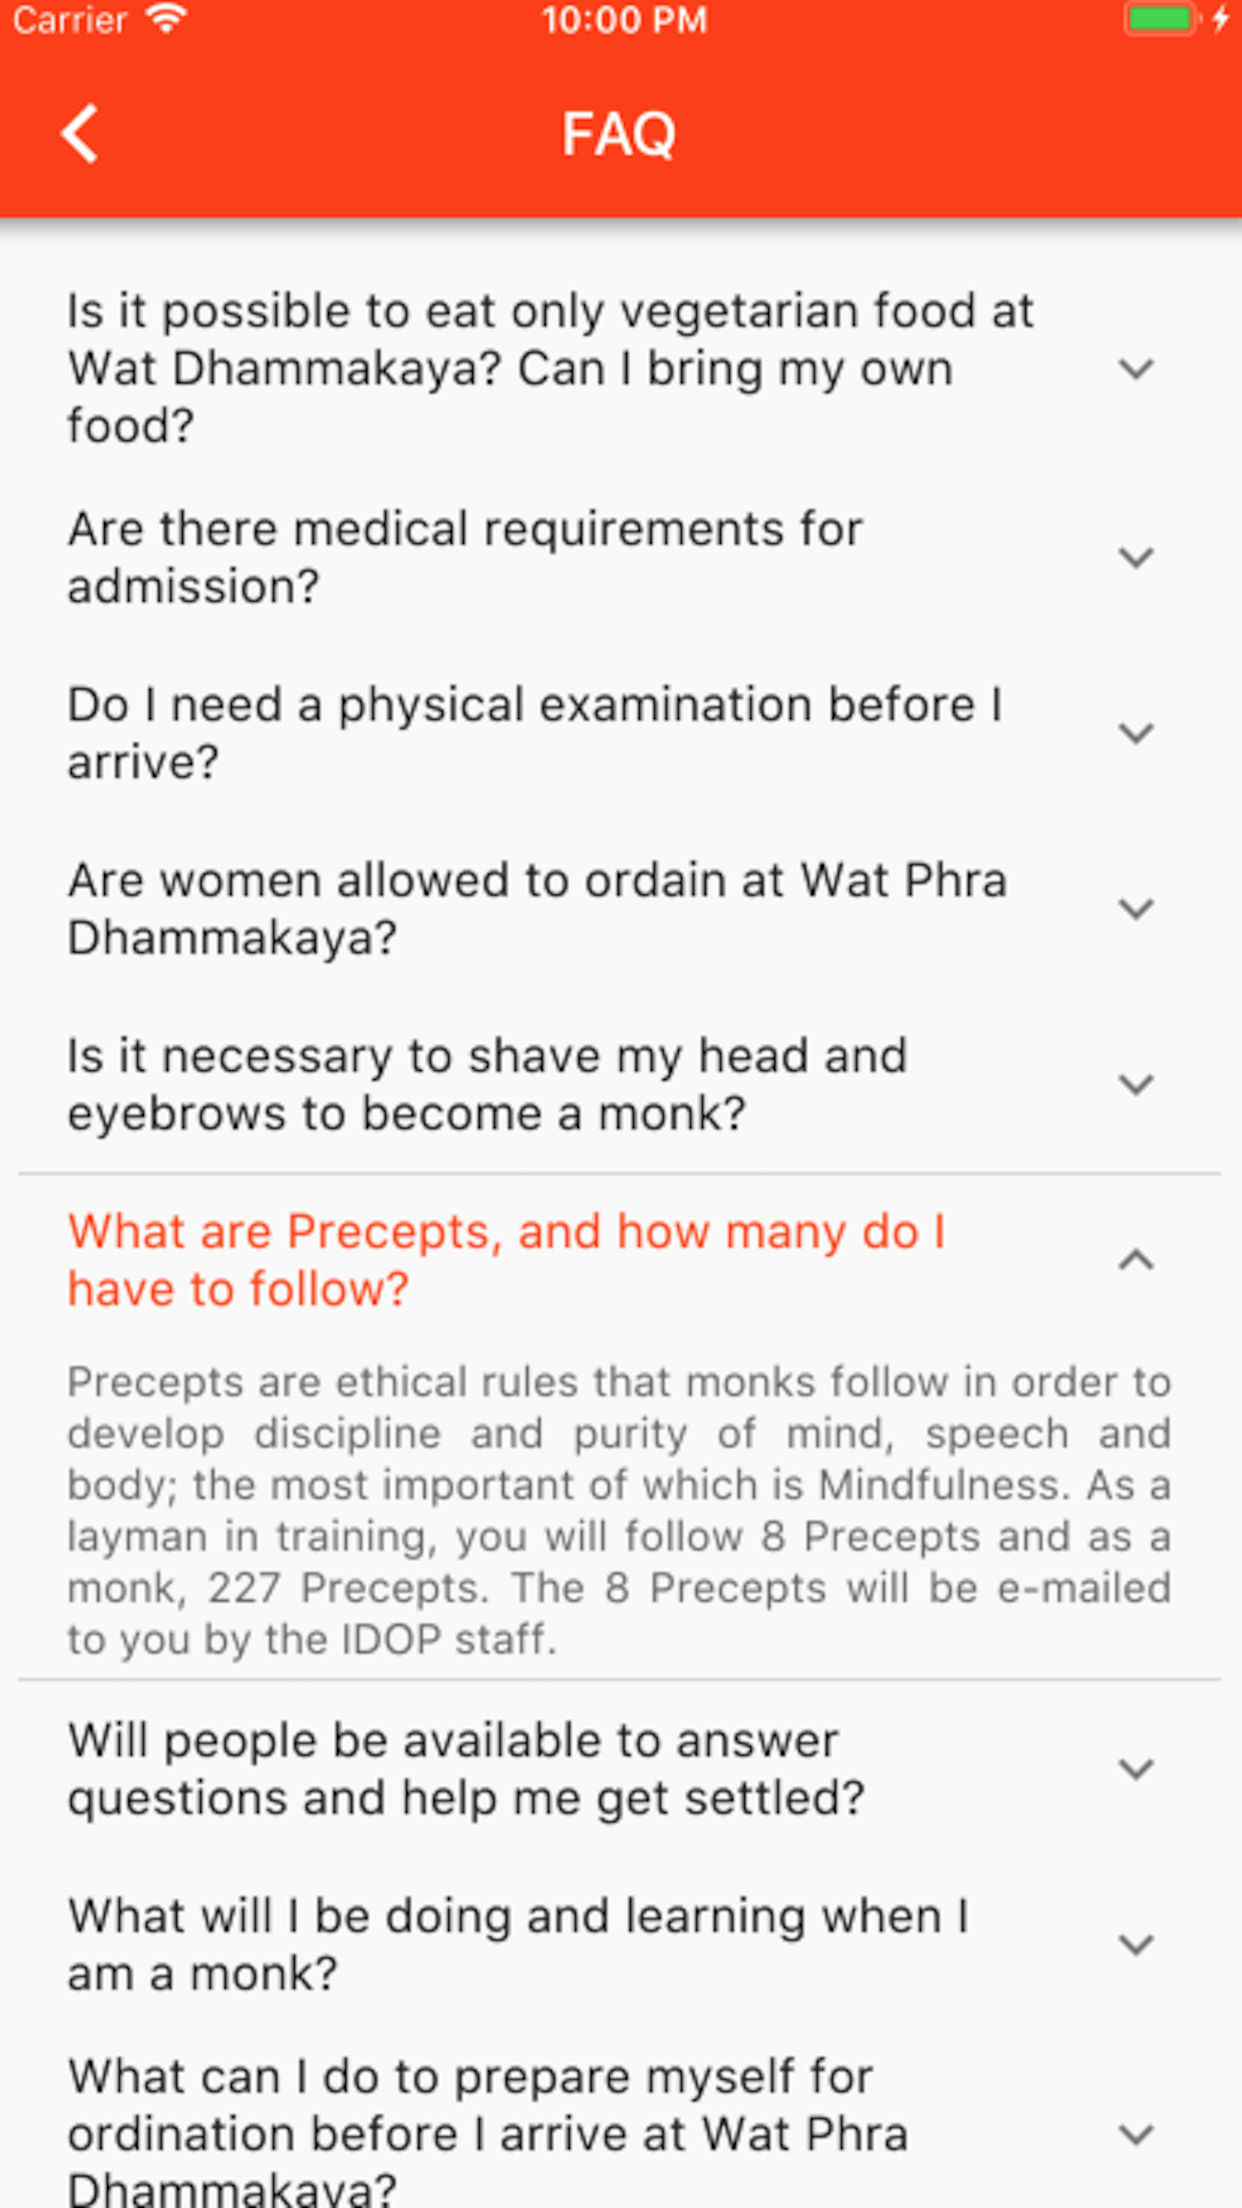 Carrier
10:00 PM
FAQ
Is it possible to eat only vegetarian food at
Wat Dhammakaya? Can I bring my own
food?
Are there medical requirements for
admission?
Do I need a physical examination before I
arrive?
Are women allowed to ordain at Wat Phra
Dhammakaya?
Is it necessary to shave my head and
eyebrows to become a monk?
What are Precepts, and how many do I
have to follow?
Precepts are ethical rules that monks follow in order to
develop discipline and purity of mind, speech and
body; the most important of which is Mindfulness. As a
layman in training, you will follow 8 Precepts and as a
monk, 227 Precepts. The 8 Precepts will be e-mailed
to you by the IDOP staff.
Will people be available to answer
questions and help me get settled?
What will I be doing and learning when I
am a monk?
What can I do to prepare myself for
ordination before I arrive at Wat Phra
Dhammakaya?